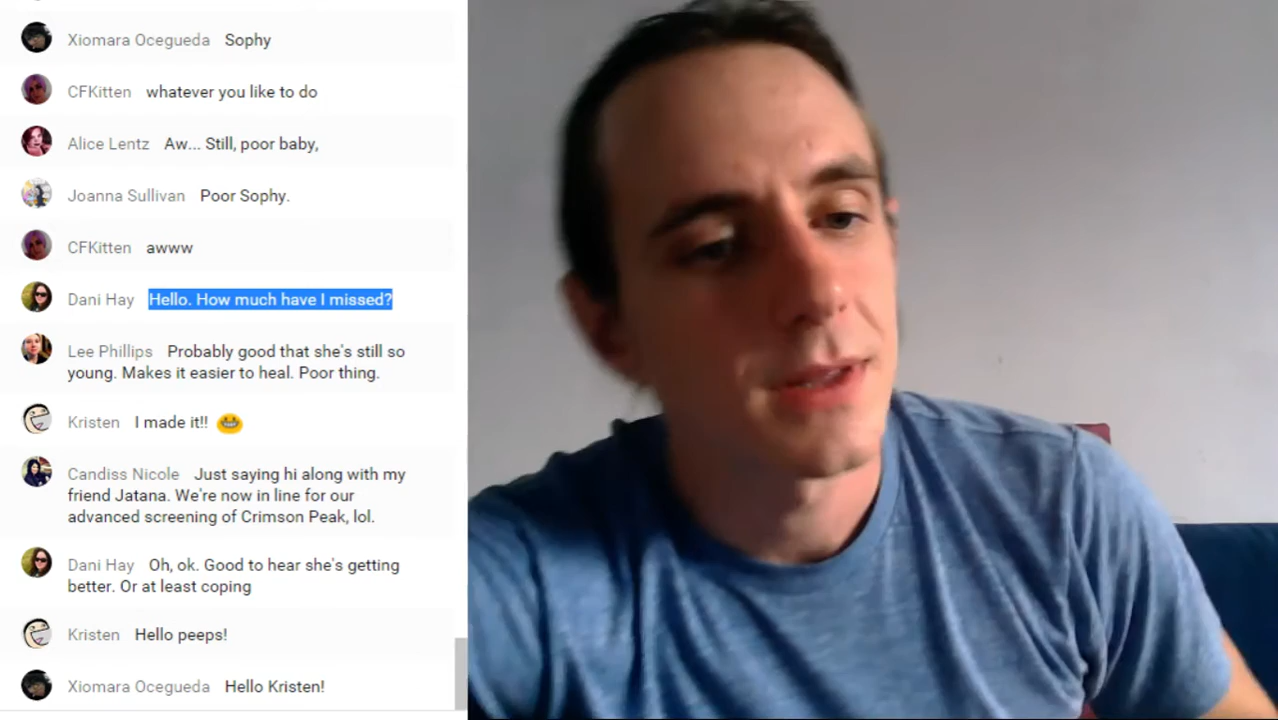 Xiomara Ocegueda Sophy
CFKitten whatever you like to do
Alice Lentz Aw... Still, poor baby,
Joanna Sullivan Poor Sophy.
CFKitten awww
Dani Hay Hello. How much have I missed?
Lee Phillips Probably good that she's still so
young. Makes it easier to heal. Poor thing.
Kristen I made it!!
Candiss Nicole Just saying hi along with my
friend Jatana. We're now in line for our
advanced screening of Crimson Peak, lol.
Dani Hay Oh, ok. Good to hear she's getting
better. Or at least coping
Kristen Hello peeps!
Xiomara Ocegueda Hello Kristen!